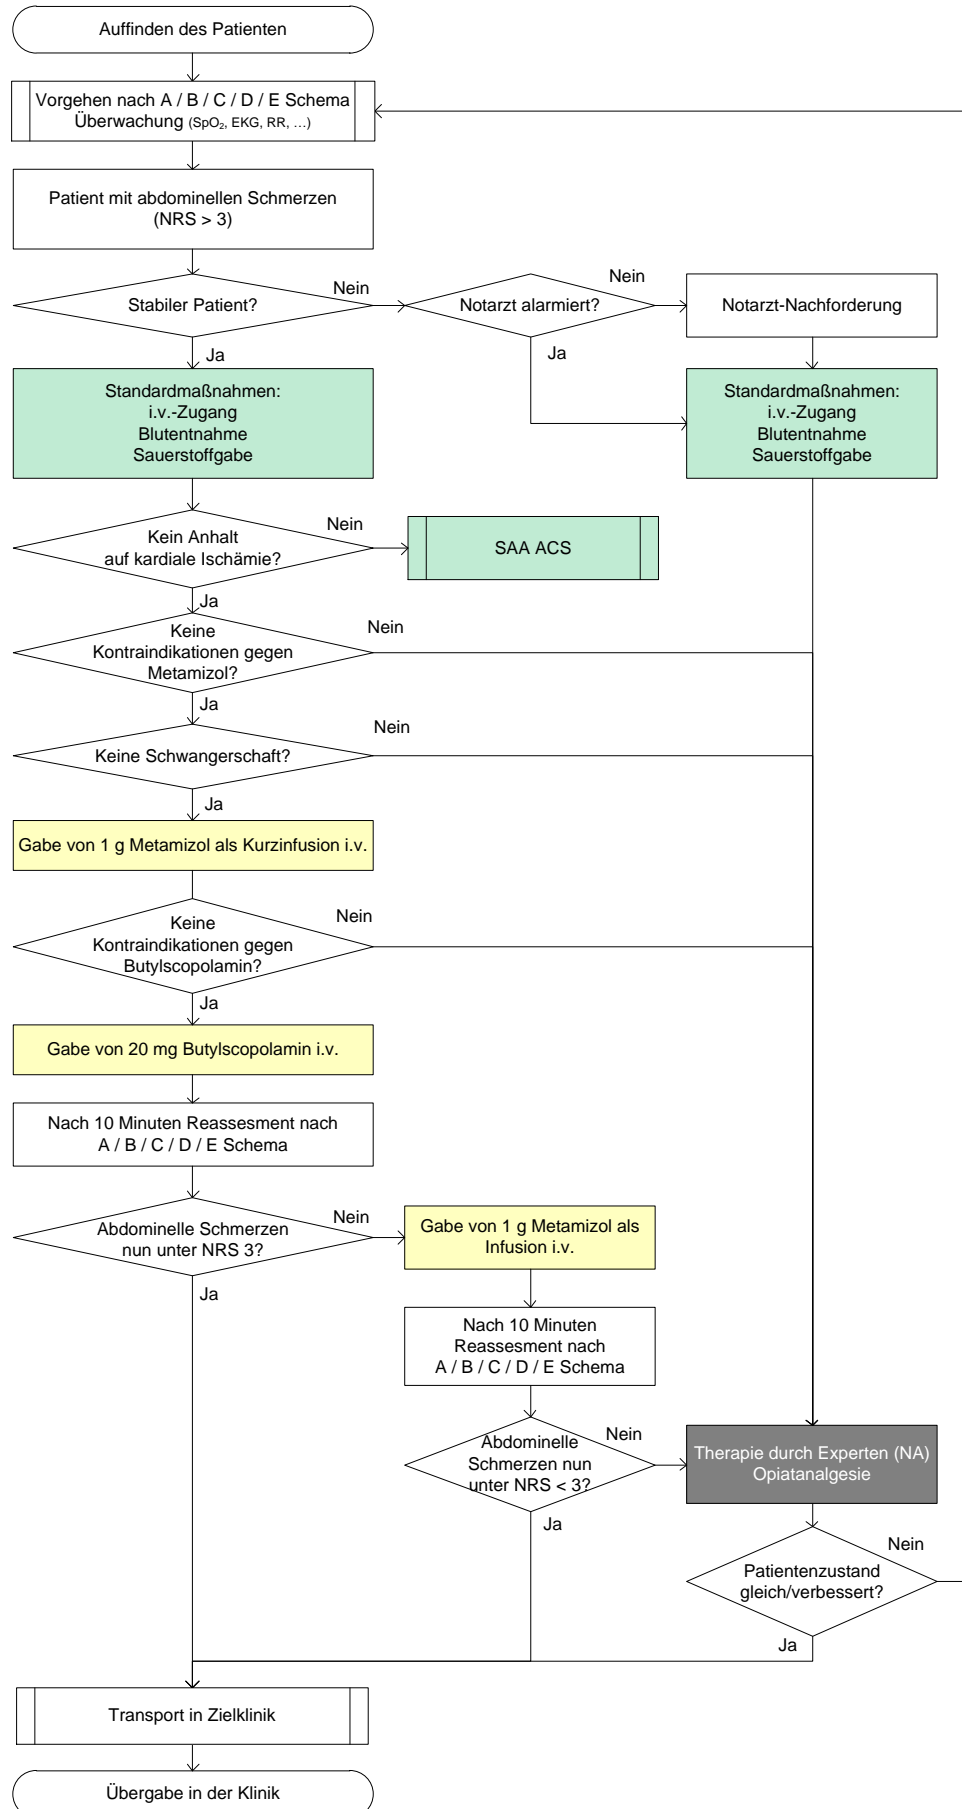 Auffinden des Patienten
Vorgehen nach A / B / C / D / E Schema
Überwachung (SpO₂, EKG, RR, …)
Patient mit abdominellen Schmerzen
(NRS > 3)
Stabiler Patient?
Nein
Notarzt alarmiert?
Nein
Notarzt-Nachforderung
Ja
Ja
Standardmaßnahmen:
i.v.-Zugang
Blutentnahme
Sauerstoffgabe
Standardmaßnahmen:
i.v.-Zugang
Blutentnahme
Sauerstoffgabe
Kein Anhalt
auf kardiale Ischämie?
Nein
SAA ACS
Ja
Keine
Kontraindikationen gegen
Metamizol?
Nein
Ja
Keine Schwangerschaft?
Nein
Ja
Gabe von 1 g Metamizol als Kurzinfusion i.v.
Keine
Kontraindikationen gegen
Butylscopolamin?
Nein
Ja
Gabe von 20 mg Butylscopolamin i.v.
Nach 10 Minuten Reassesment nach
A / B / C / D / E Schema
Abdominelle Schmerzen
nun unter NRS 3?
Nein
Gabe von 1 g Metamizol als
Infusion i.v.
Ja
Nach 10 Minuten
Reassesment nach
A / B / C / D / E Schema
Abdominelle
Schmerzen nun
unter NRS < 3?
Nein
Therapie durch Experten (NA)
Opiatanalgesie
Ja
Patientenzustand
gleich/verbessert?
Nein
Ja
Transport in Zielklinik
Übergabe in der Klinik